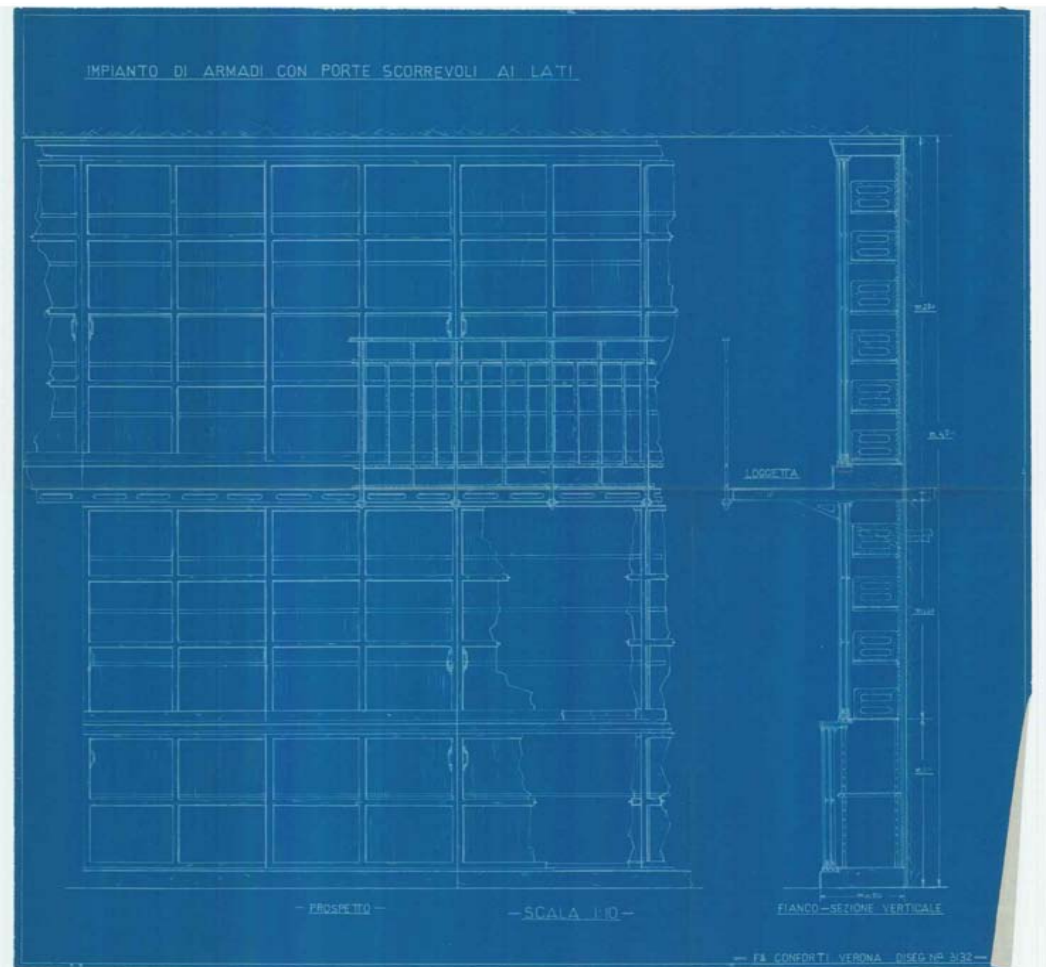 IMPIANTO DI ARMADI CON PORTE SCORREVOLI AI LATI
LOGGETTA
— PROSPETTO —
— SCALA 1:10 —
FIANCO — SEZIONE VERTICALE
— FA CONFORTI VERONA DISEG Nº 3132 —